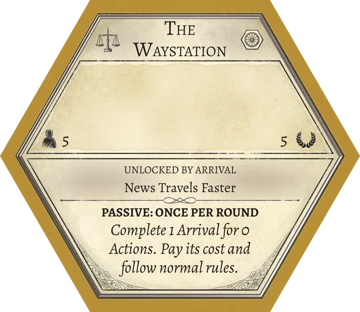 The
Waystation
5 5
UNLOCKED BY ARRIVAL
News Travels Faster
PASSIVE: ONCE PER ROUND
Complete 1 Arrival for 0
Actions. Pay its cost and
follow normal rules.